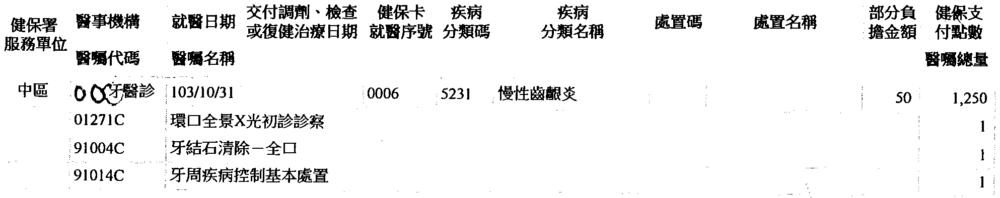 健保署服務單位 醫事機構 就醫日期 交付調劑、檢查或復健治療日期 健保卡就醫序號 疾病分類碼 疾病分類名稱 處置碼 處置名稱 部分負擔金額 健保支付點數
醫囑代碼 醫囑名稱 醫囑總量
中區 牙醫診 103/10/31 0006 5231 慢性齒齦炎 50 1,250
01271C 環口全景X光初診診察 1
91004C 牙結石清除－全口 1
91014C 牙周疾病控制基本處置 1